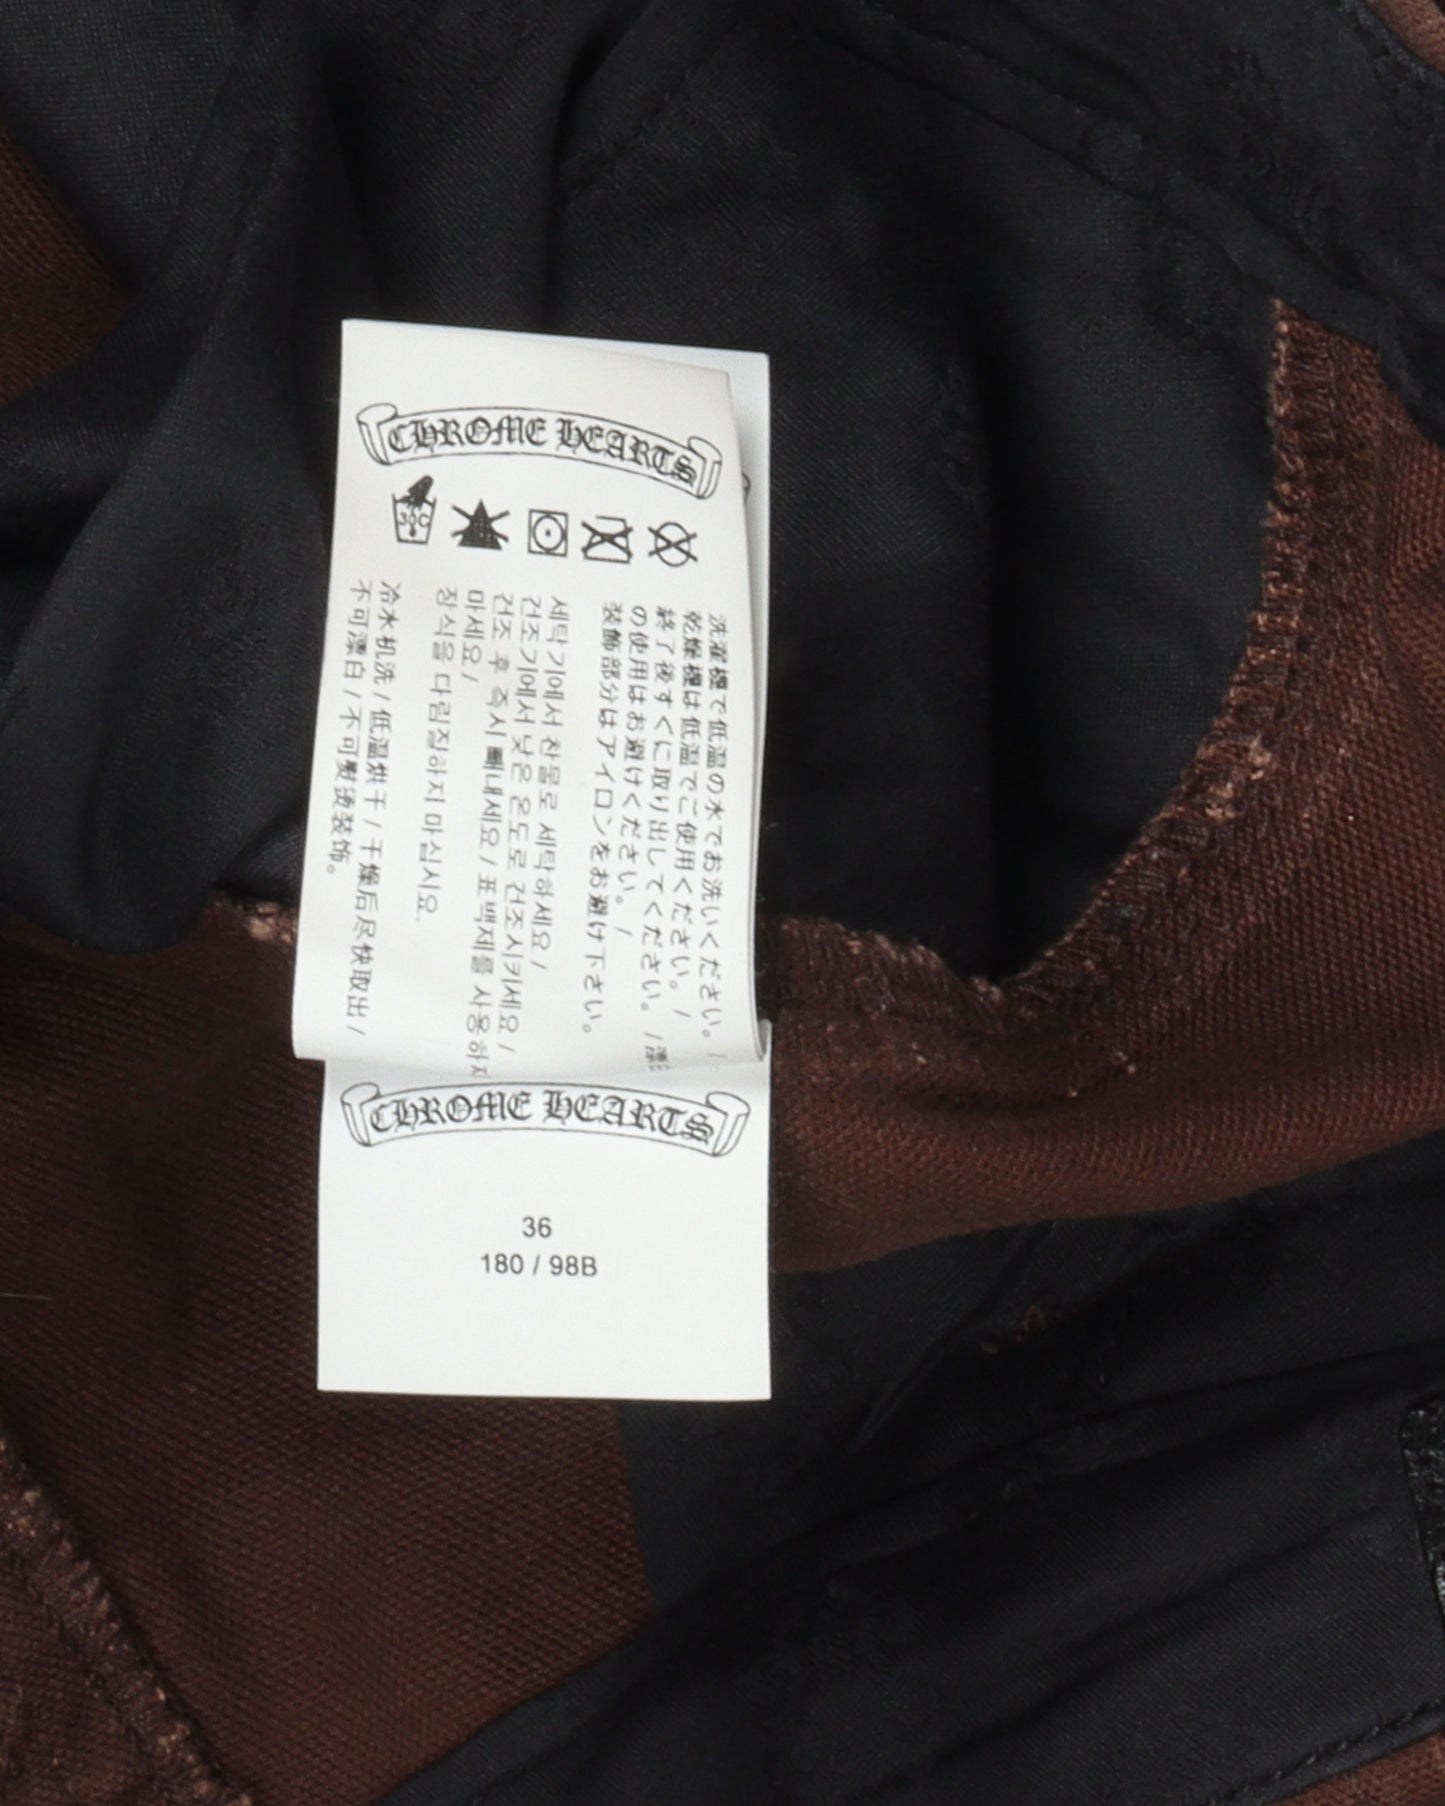 CHROME HEARTS
30C
洗濯機で低温の水でお洗いください。/
乾燥機は低温でご使用ください。/
終了後すぐに取り出してください。/漂
の使用はお避けください。/
装飾部分はアイロンをお避け下さい。
세탁기에서 찬물로 세탁하세요/
건조기에서 낮은 온도로 건조시키세요/
건조 후 즉시 빼내세요/표백제를 사용하지
마세요/
장식을 다림질하지 마십시요.
冷水机洗/低温烘干/干燥后尽快取出/
不可漂白/不可熨烫装饰。
CHROME HEARTS
36
180 / 98B